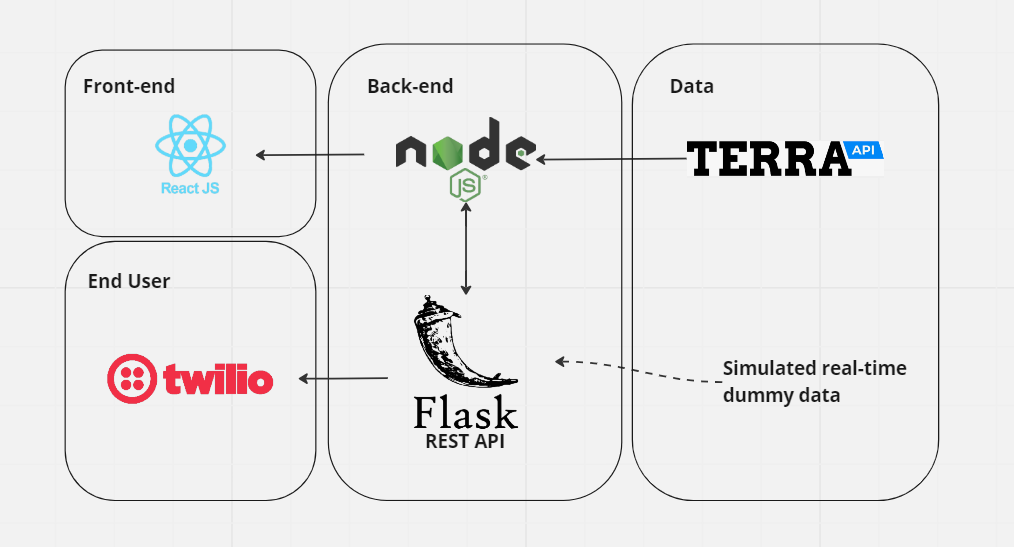 Front-end
React JS
Back-end
node
JS
®
Data
TERRA API
End User
twilio
Flask
REST API
Simulated real-time
dummy data